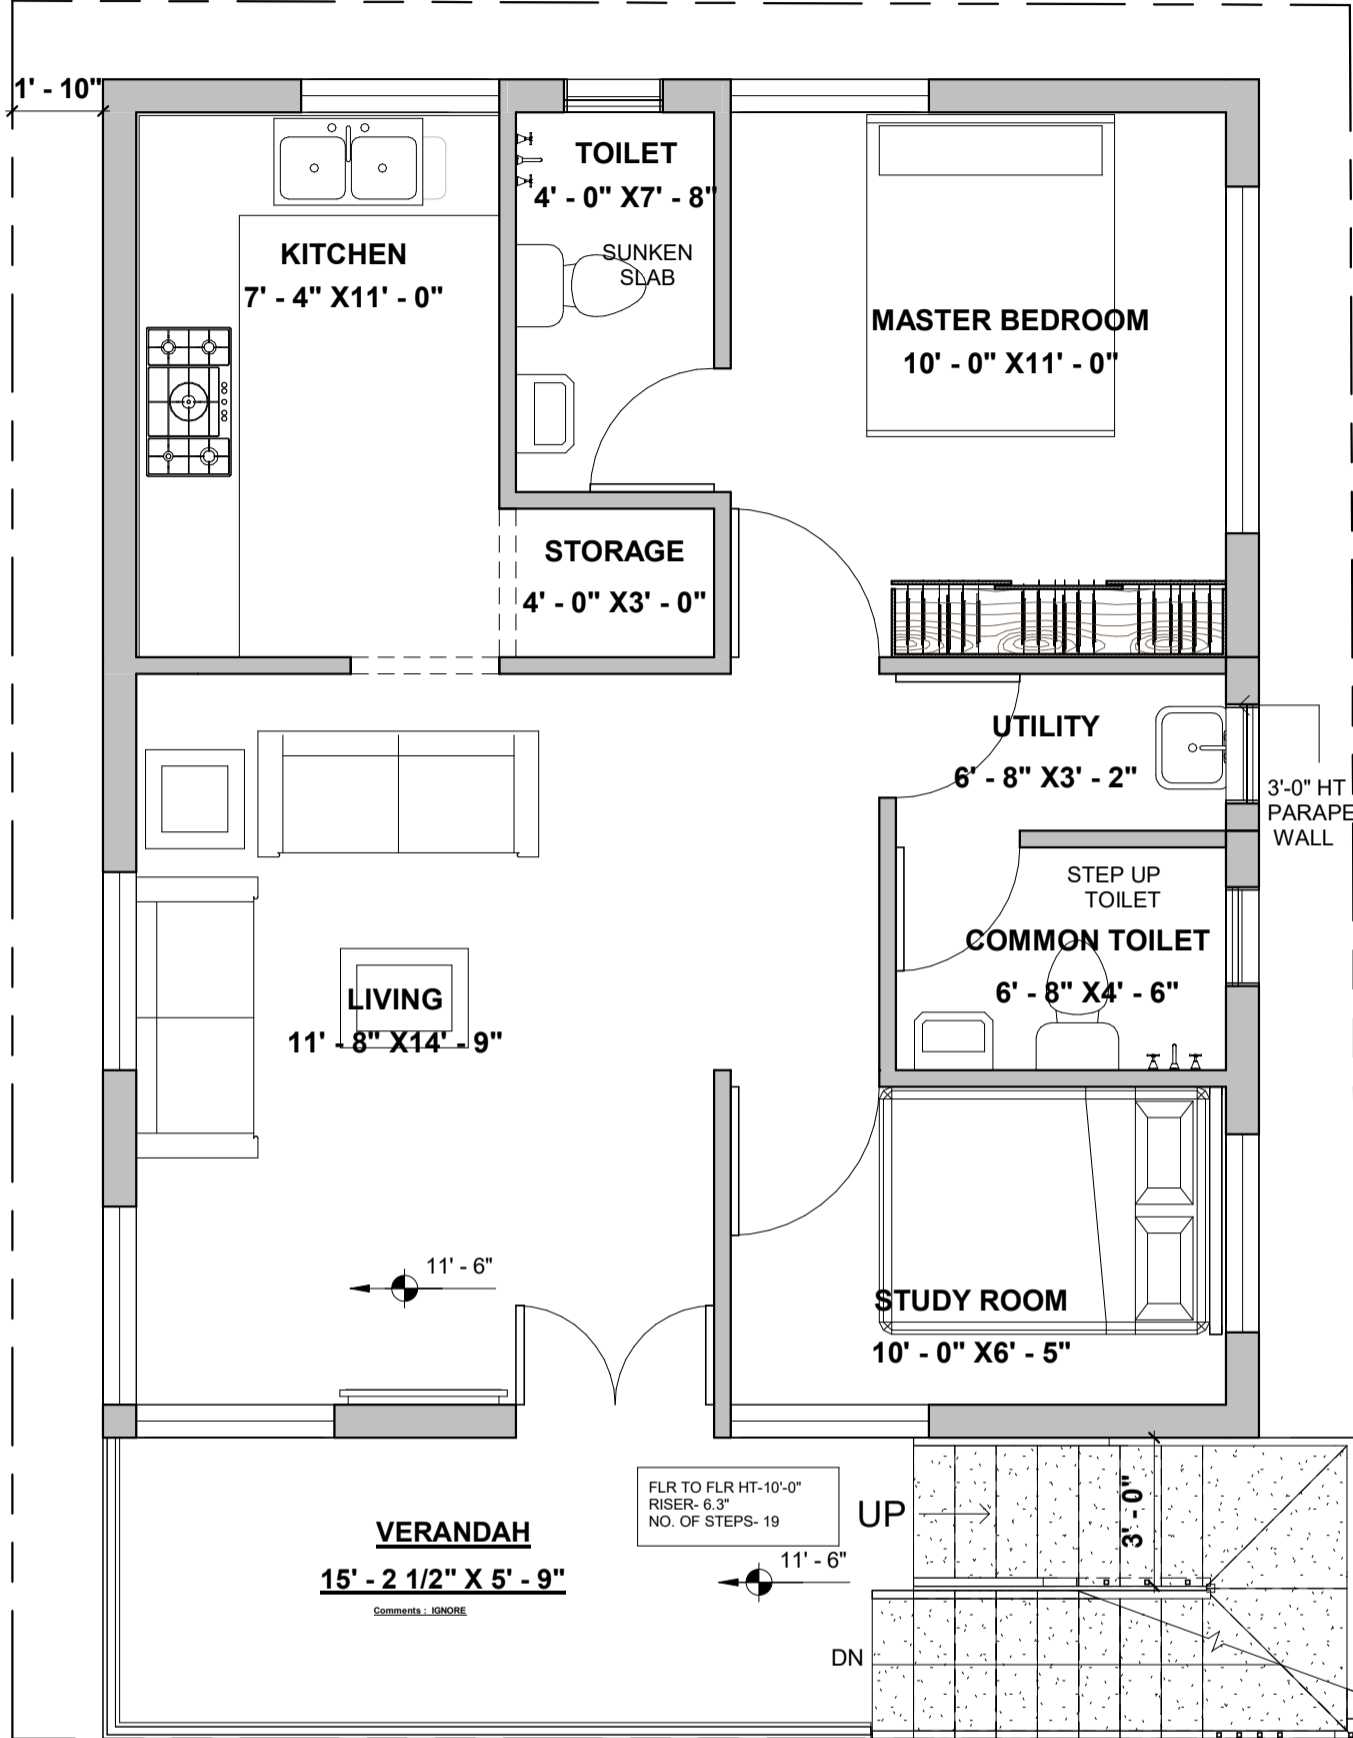 1' - 10"
TOILET
4' - 0" X7' - 8"
SUNKEN
SLAB
KITCHEN
7' - 4" X11' - 0"
MASTER BEDROOM
10' - 0" X11' - 0"
STORAGE
4' - 0" X3' - 0"
UTILITY
6' - 8" X3' - 2"
3'-0" HT
PARAPE
WALL
STEP UP
TOILET
COMMON TOILET
6' - 8" X4' - 6"
LIVING
11' - 8" X14' - 9"
11' - 6"
STUDY ROOM
10' - 0" X6' - 5"
FLR TO FLR HT-10'-0"
RISER- 6.3"
NO. OF STEPS- 19
UP
3' - 0"
VERANDAH
15' - 2 1/2" X 5' - 9"
Comments : IGNORE
11' - 6"
DN